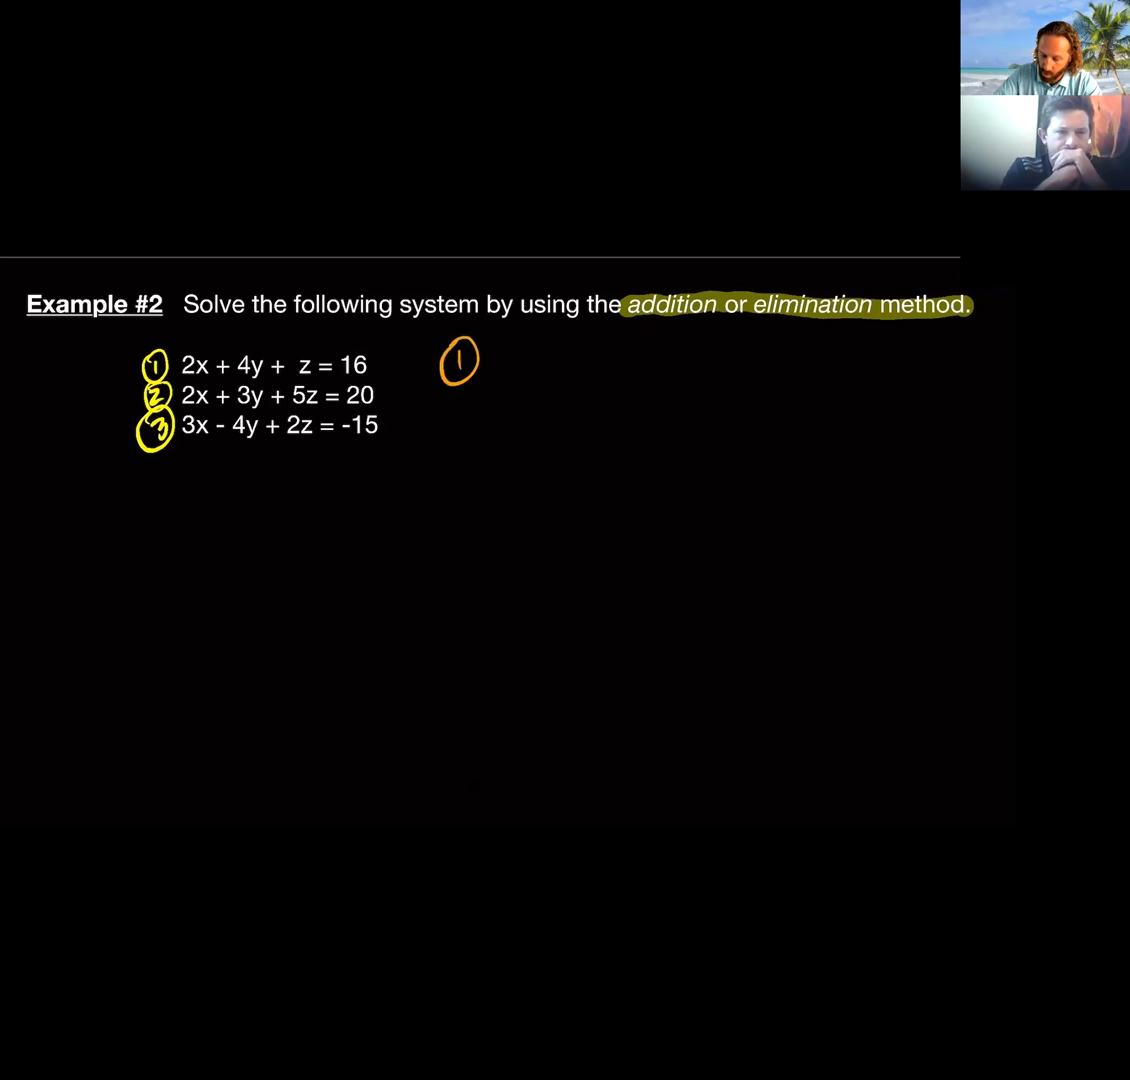 Example #2 Solve the following system by using the addition or elimination method.
① 2x + 4y + z = 16 ①
② 2x + 3y + 5z = 20
③ 3x - 4y + 2z = -15